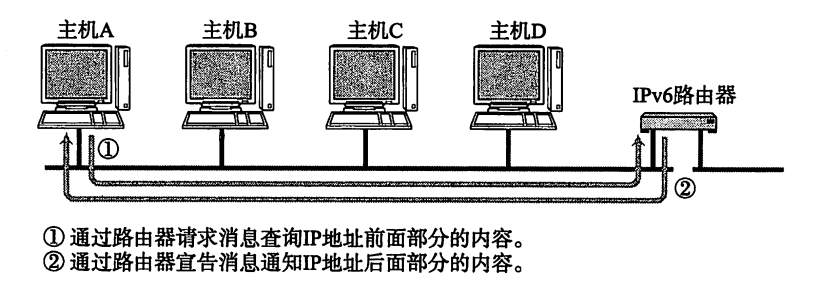 主机A
主机B
主机C
主机D
IPv6路由器
①
②
① 通过路由器请求消息查询IP地址前面部分的内容。
② 通过路由器宣告消息通知IP地址后面部分的内容。